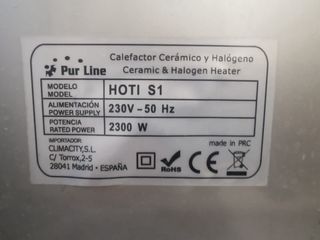 Pur Line
Calefactor Cerámico y Halógeno
Ceramic & Halogen Heater
MODELO
MODEL
HOTI S1
ALIMENTACIÓN
POWER SUPPLY
230V-50 Hz
POTENCIA
RATED POWER
2300 W
IMPORTADOR
CLIMACITY,S.L.
C/ Torrox,2-5
28041 Madrid - ESPAÑA
RoHS
CE
made in PRC